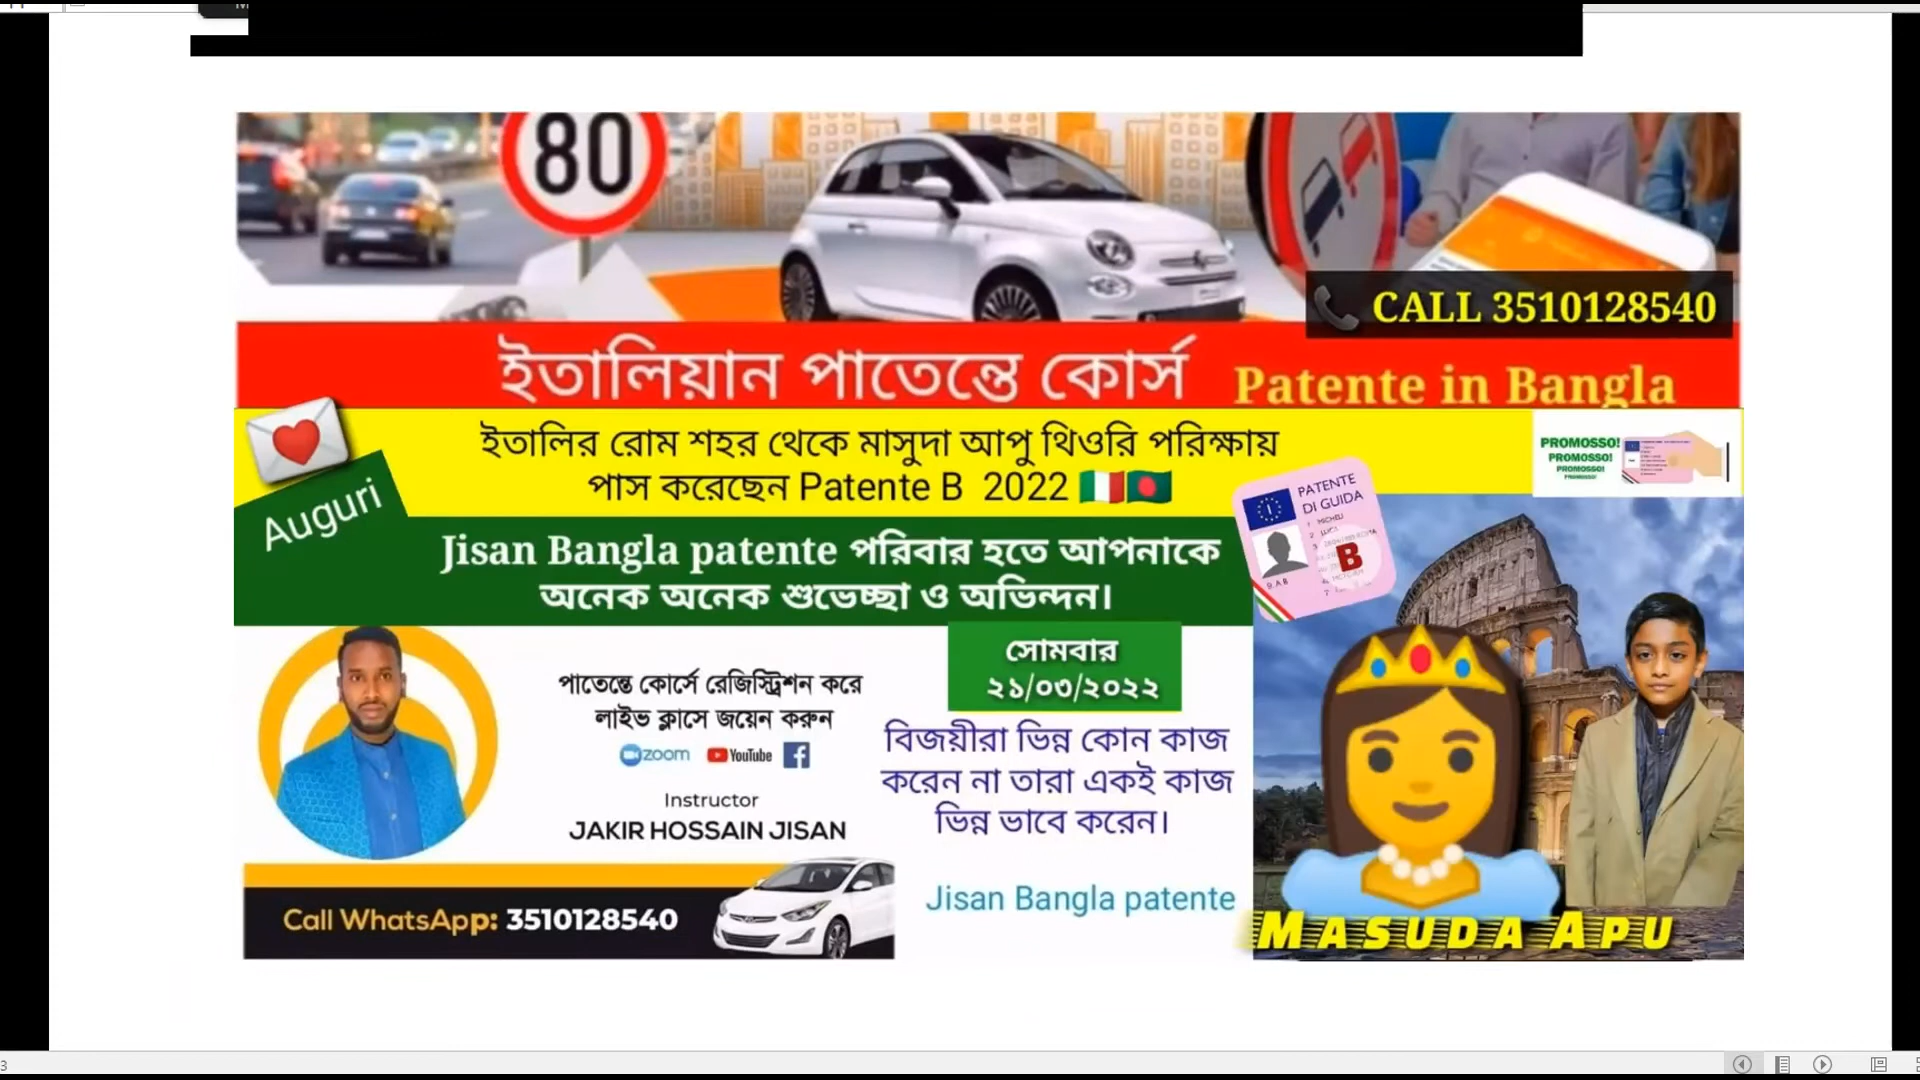 80
CALL 3510128540
ইতালিয়ান পাতেন্তে কোর্স Patente in Bangla
ইতালির রোম শহর থেকে মাসুদা আপু থিওরি পরিক্ষায়
পাস করেছেন Patente B 2022
PROMOSSO!
PROMOSSO!
PROMOSSO!
PROMOSSO!
Auguri
PATENTE
DI GUIDA
B
Jisan Bangla patente পরিবার হতে আপনাকে
অনেক অনেক শুভেচ্ছা ও অভিন্দন।
সোমবার
২১/০৩/২০২২
পাতেন্তে কোর্সে রেজিস্ট্রিশন করে
লাইভ ক্লাসে জয়েন করুন
zoom YouTube
Instructor
JAKIR HOSSAIN JISAN
বিজয়ীরা ভিন্ন কোন কাজ
করেন না তারা একই কাজ
ভিন্ন ভাবে করেন।
Jisan Bangla patente
Call WhatsApp: 3510128540
MASUDA APU
3